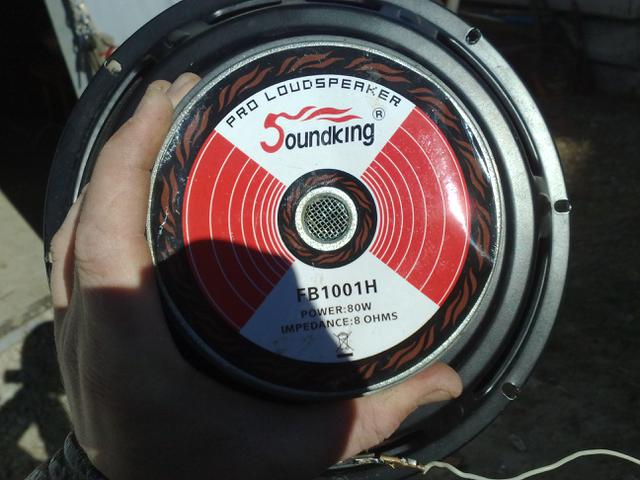 PRO LOUDSPEAKER
Soundking ®
FB1001H
POWER:80W
IMPEDANCE:8 OHMS